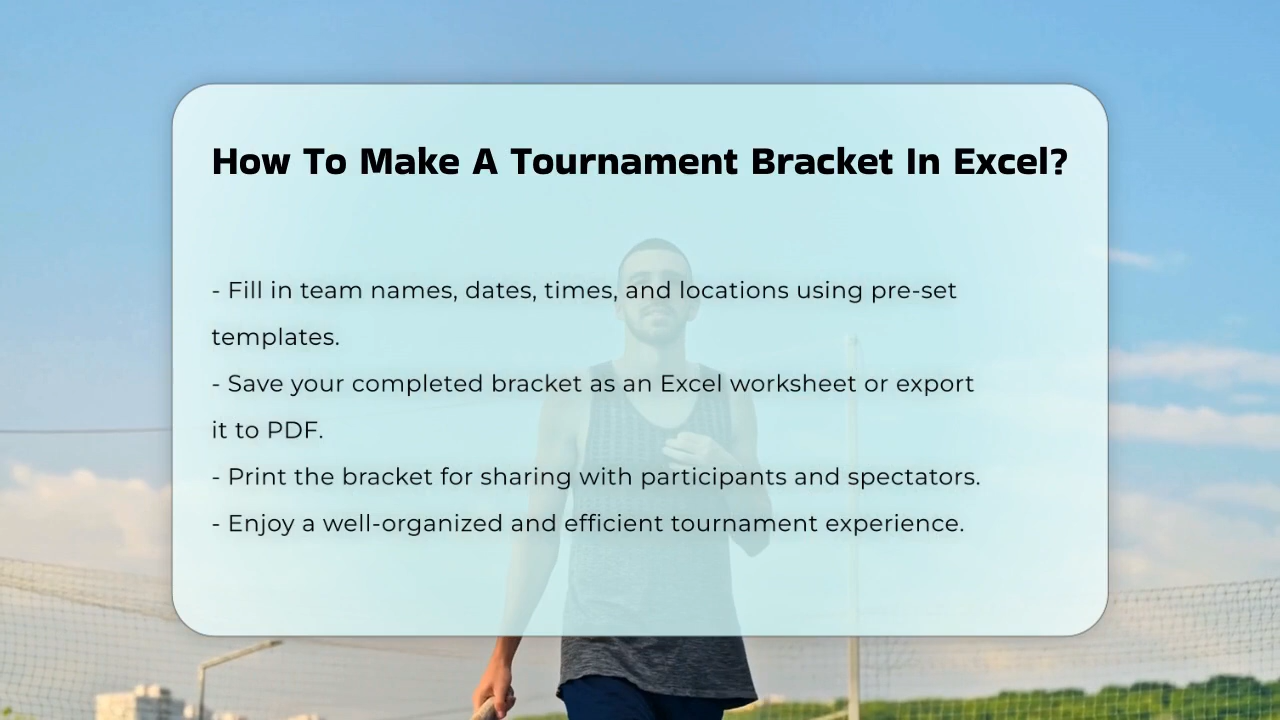 How To Make A Tournament Bracket In Excel?
- Fill in team names, dates, times, and locations using pre-set
templates.
- Save your completed bracket as an Excel worksheet or export
it to PDF.
- Print the bracket for sharing with participants and spectators.
- Enjoy a well-organized and efficient tournament experience.